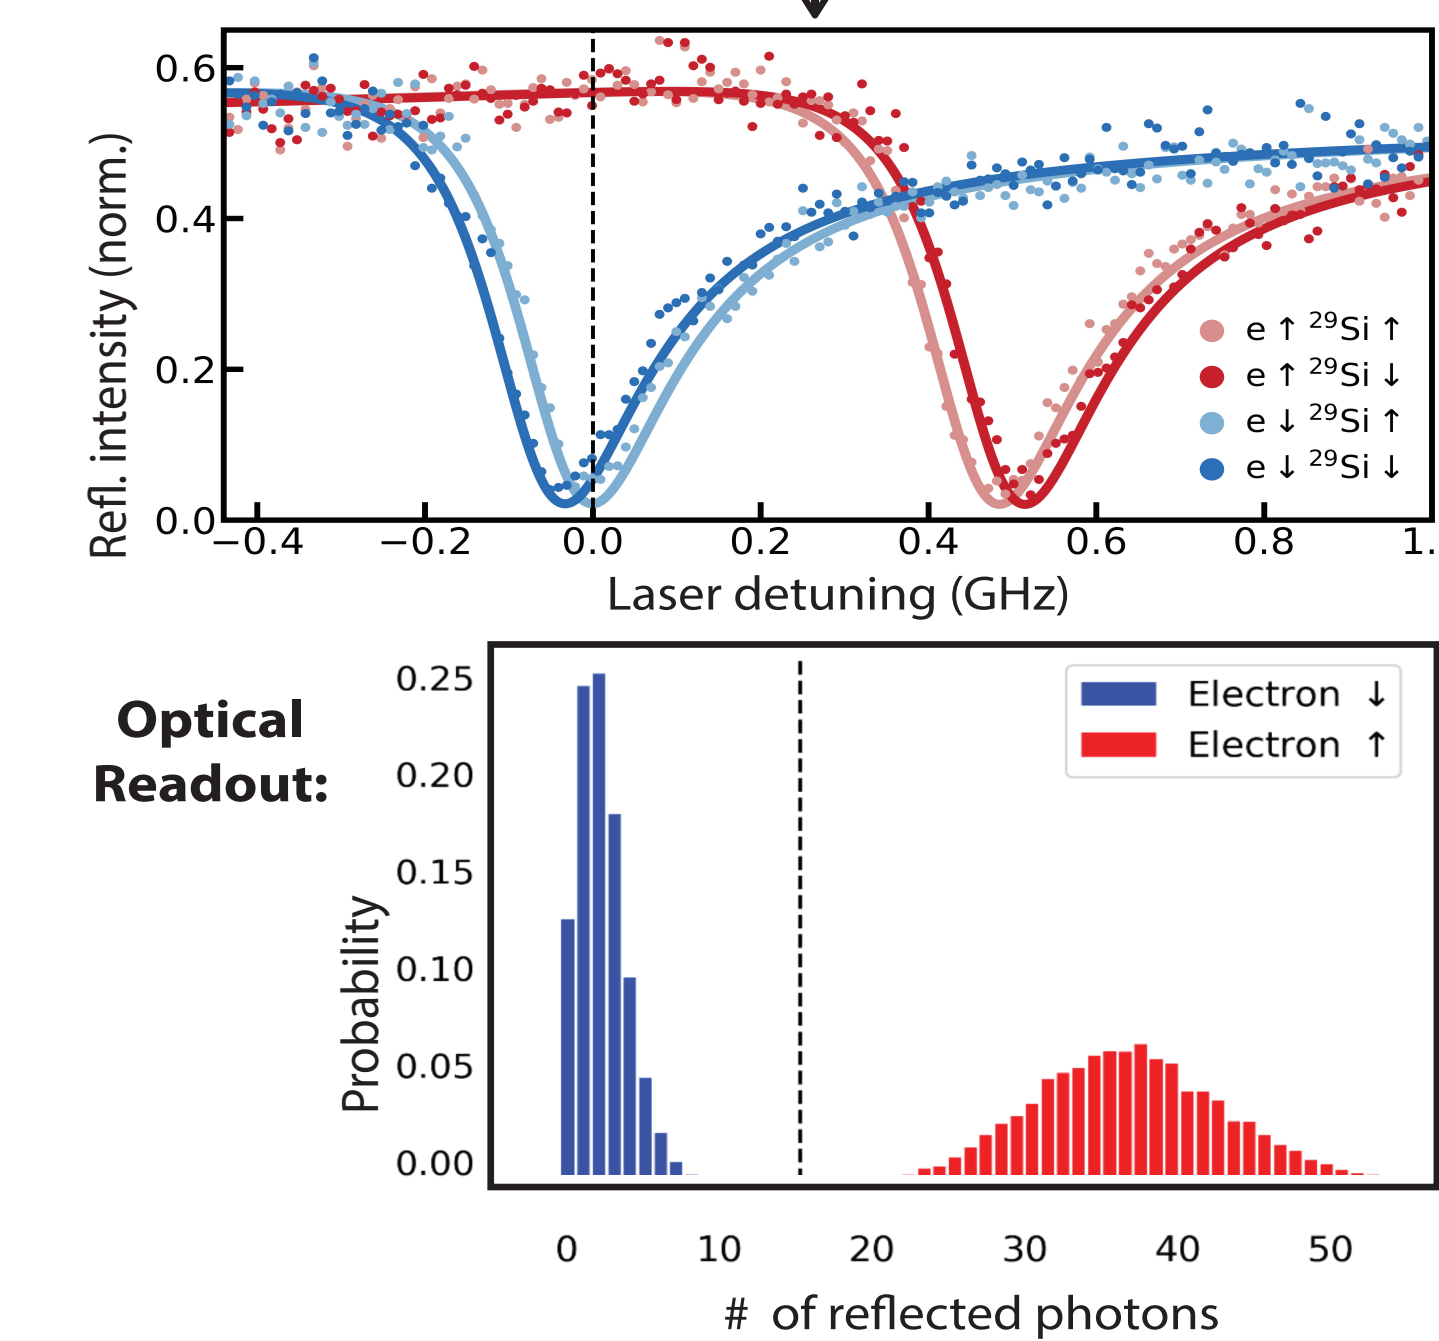 Refl. intensity (norm.)
0.6
0.4
0.2
0.0
e ↑ ²⁹Si ↑
e ↑ ²⁹Si ↓
e ↓ ²⁹Si ↑
e ↓ ²⁹Si ↓
−0.4 −0.2 0.0 0.2 0.4 0.6 0.8 1.
Laser detuning (GHz)
Optical
Readout:
Probability
0.25
0.20
0.15
0.10
0.05
0.00
Electron ↓
Electron ↑
0 10 20 30 40 50
# of reflected photons